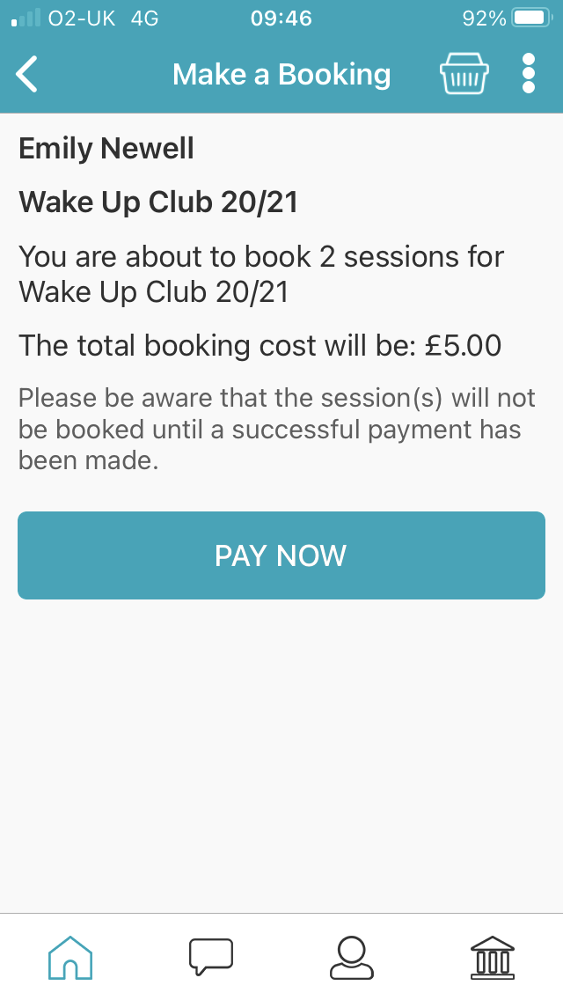 O2-UK 4G 09:46 92%
Make a Booking
Emily Newell
Wake Up Club 20/21
You are about to book 2 sessions for
Wake Up Club 20/21
The total booking cost will be: £5.00
Please be aware that the session(s) will not
be booked until a successful payment has
been made.
PAY NOW